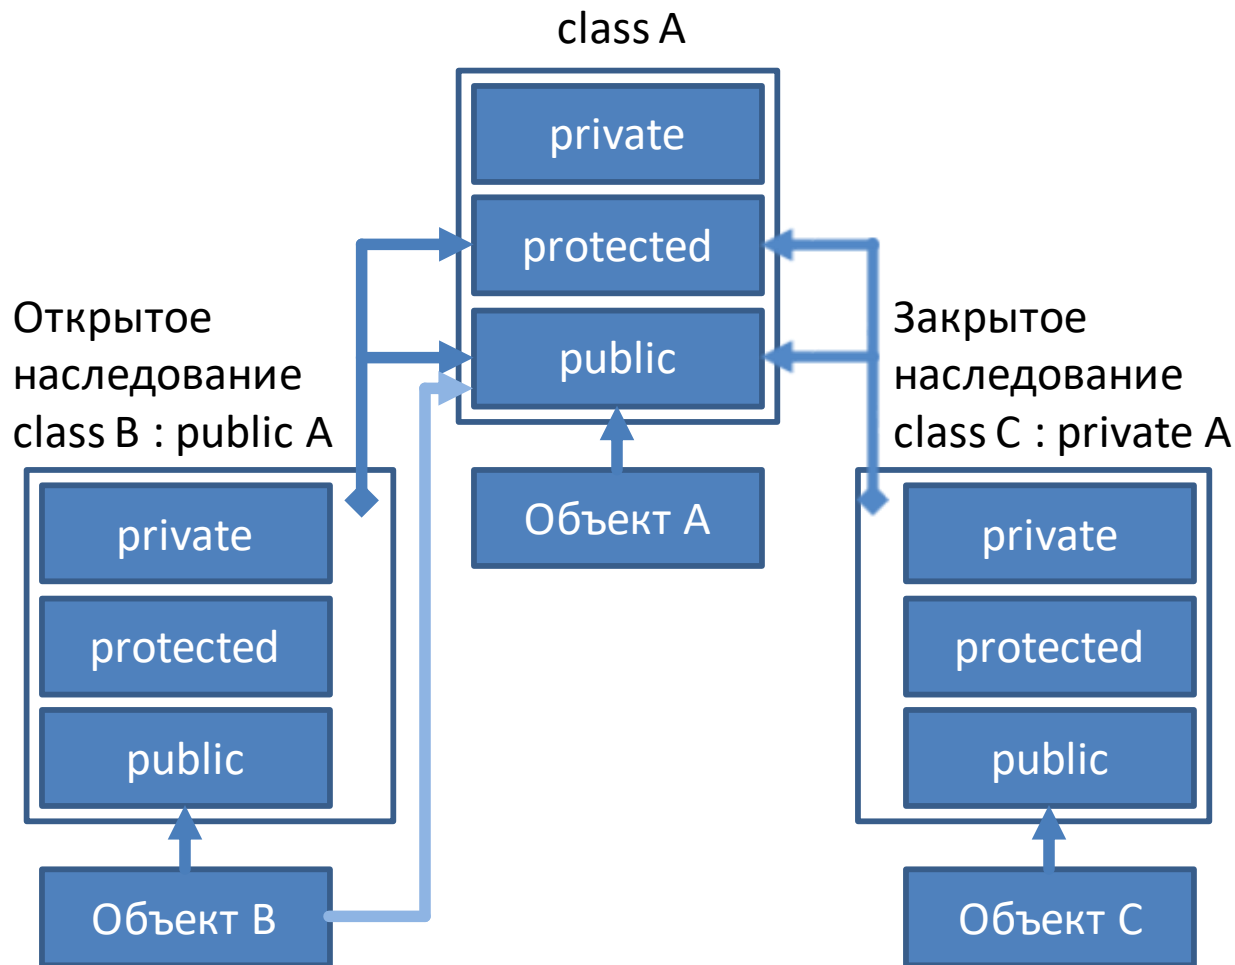 class A
private
protected
public
Открытое
наследование
class B : public A
Закрытое
наследование
class C : private A
Объект A
private
protected
public
Объект B
private
protected
public
Объект C